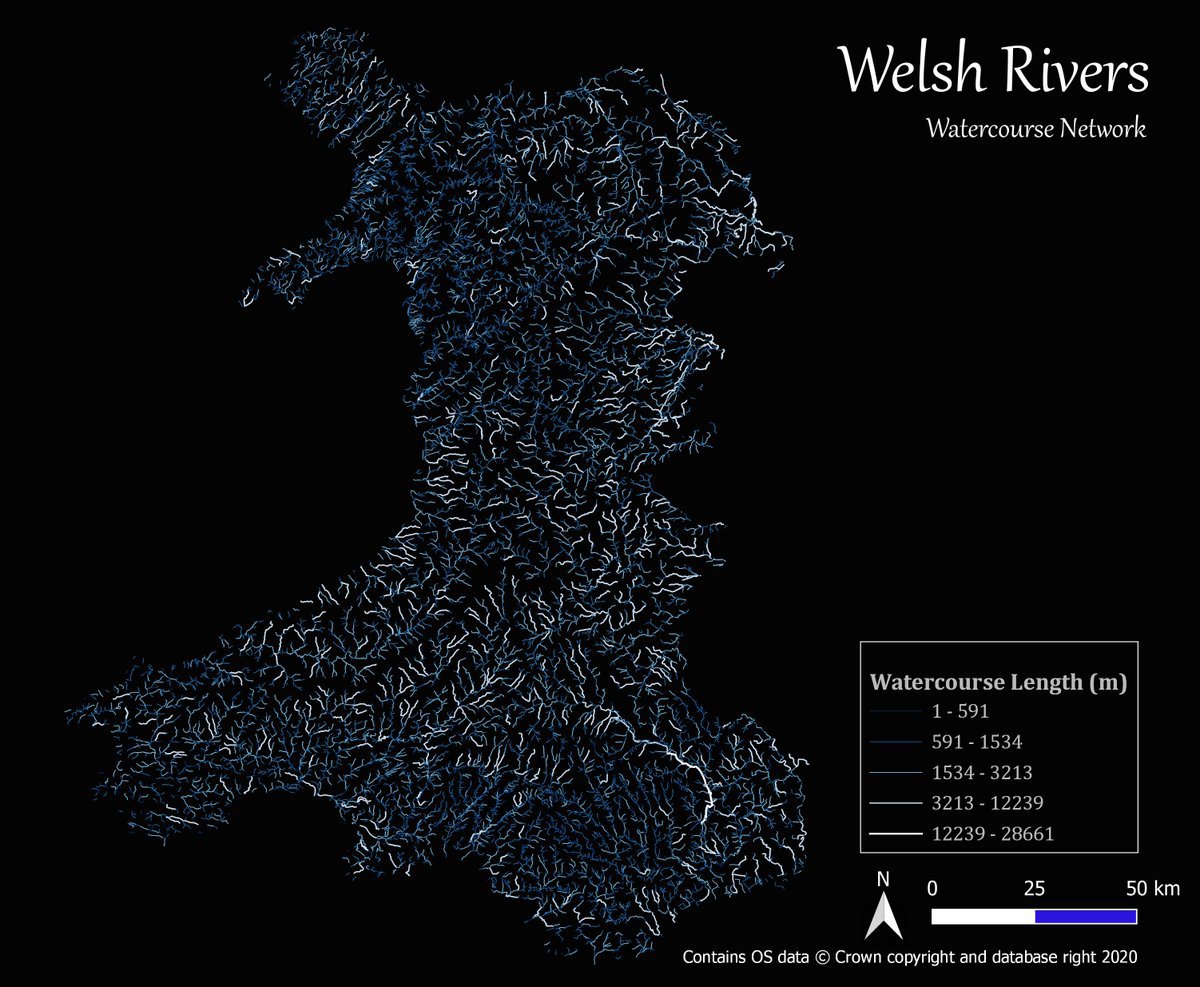 Welsh Rivers
Watercourse Network
Watercourse Length (m)
1 - 591
591 - 1534
1534 - 3213
3213 - 12239
12239 - 28661
N
0 25 50 km
Contains OS data © Crown copyright and database right 2020